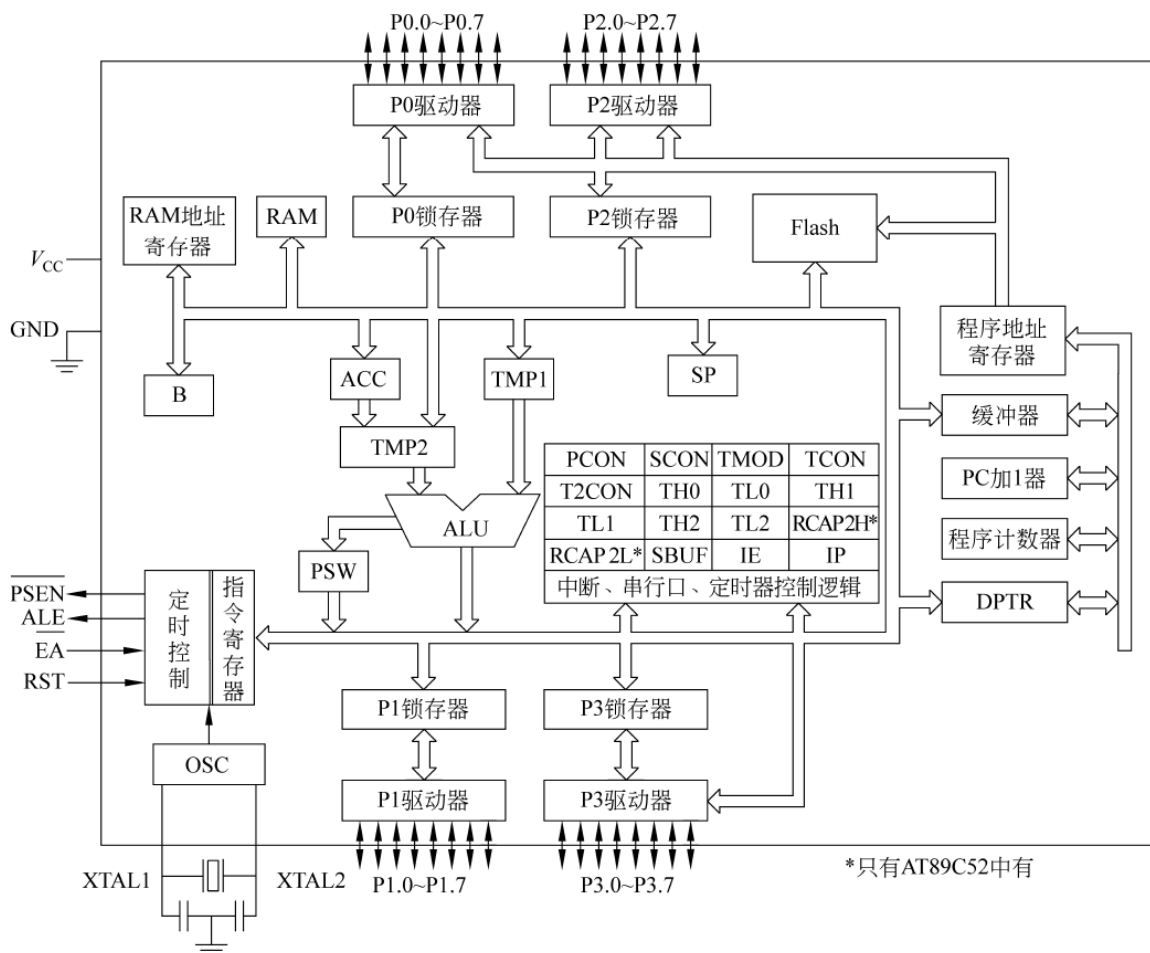 P0.0~P0.7
P2.0~P2.7
P0驱动器
P2驱动器
RAM地址
寄存器
RAM
P0锁存器
P2锁存器
Flash
VCC
GND
程序地址
寄存器
B
ACC
TMP1
SP
缓冲器
TMP2
PCON SCON TMOD TCON
T2CON TH0 TL0 TH1
TL1 TH2 TL2 RCAP2H*
RCAP 2L* SBUF IE IP
中断、串行口、定时器控制逻辑
PC加1器
ALU
程序计数器
PSW
DPTR
PSEN
ALE
EA
RST
定时控制
指令寄存器
P1锁存器
P3锁存器
OSC
P1驱动器
P3驱动器
XTAL1
XTAL2
P1.0~P1.7
P3.0~P3.7
*只有AT89C52中有